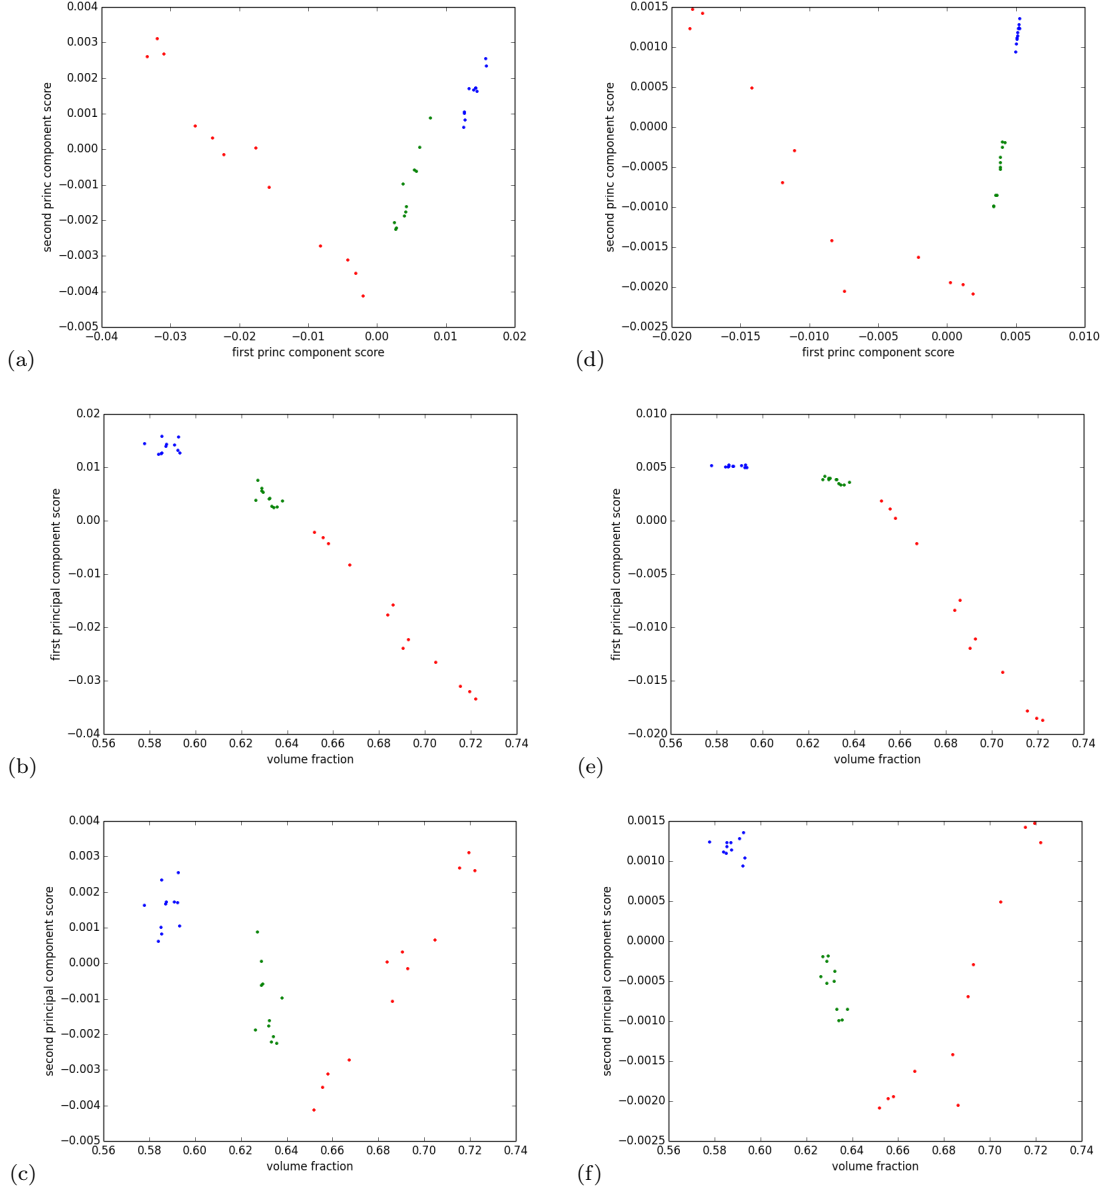 0.004
0.003
0.002
0.001
0.000
−0.001
−0.002
−0.003
−0.004
−0.005
second princ component score
−0.04 −0.03 −0.02 −0.01 0.00 0.01 0.02
first princ component score
(a)
0.0015
0.0010
0.0005
0.0000
−0.0005
−0.0010
−0.0015
−0.0020
−0.0025
second princ component score
−0.020 −0.015 −0.010 −0.005 0.000 0.005 0.010
first princ component score
(d)
0.02
0.01
0.00
−0.01
−0.02
−0.03
−0.04
first principal component score
0.56 0.58 0.60 0.62 0.64 0.66 0.68 0.70 0.72 0.74
volume fraction
(b)
0.010
0.005
0.000
−0.005
−0.010
−0.015
−0.020
first principal component score
0.56 0.58 0.60 0.62 0.64 0.66 0.68 0.70 0.72 0.74
volume fraction
(e)
0.004
0.003
0.002
0.001
0.000
−0.001
−0.002
−0.003
−0.004
−0.005
second principal component score
0.56 0.58 0.60 0.62 0.64 0.66 0.68 0.70 0.72 0.74
volume fraction
(c)
0.0015
0.0010
0.0005
0.0000
−0.0005
−0.0010
−0.0015
−0.0020
−0.0025
second principal component score
0.56 0.58 0.60 0.62 0.64 0.66 0.68 0.70 0.72 0.74
volume fraction
(f)